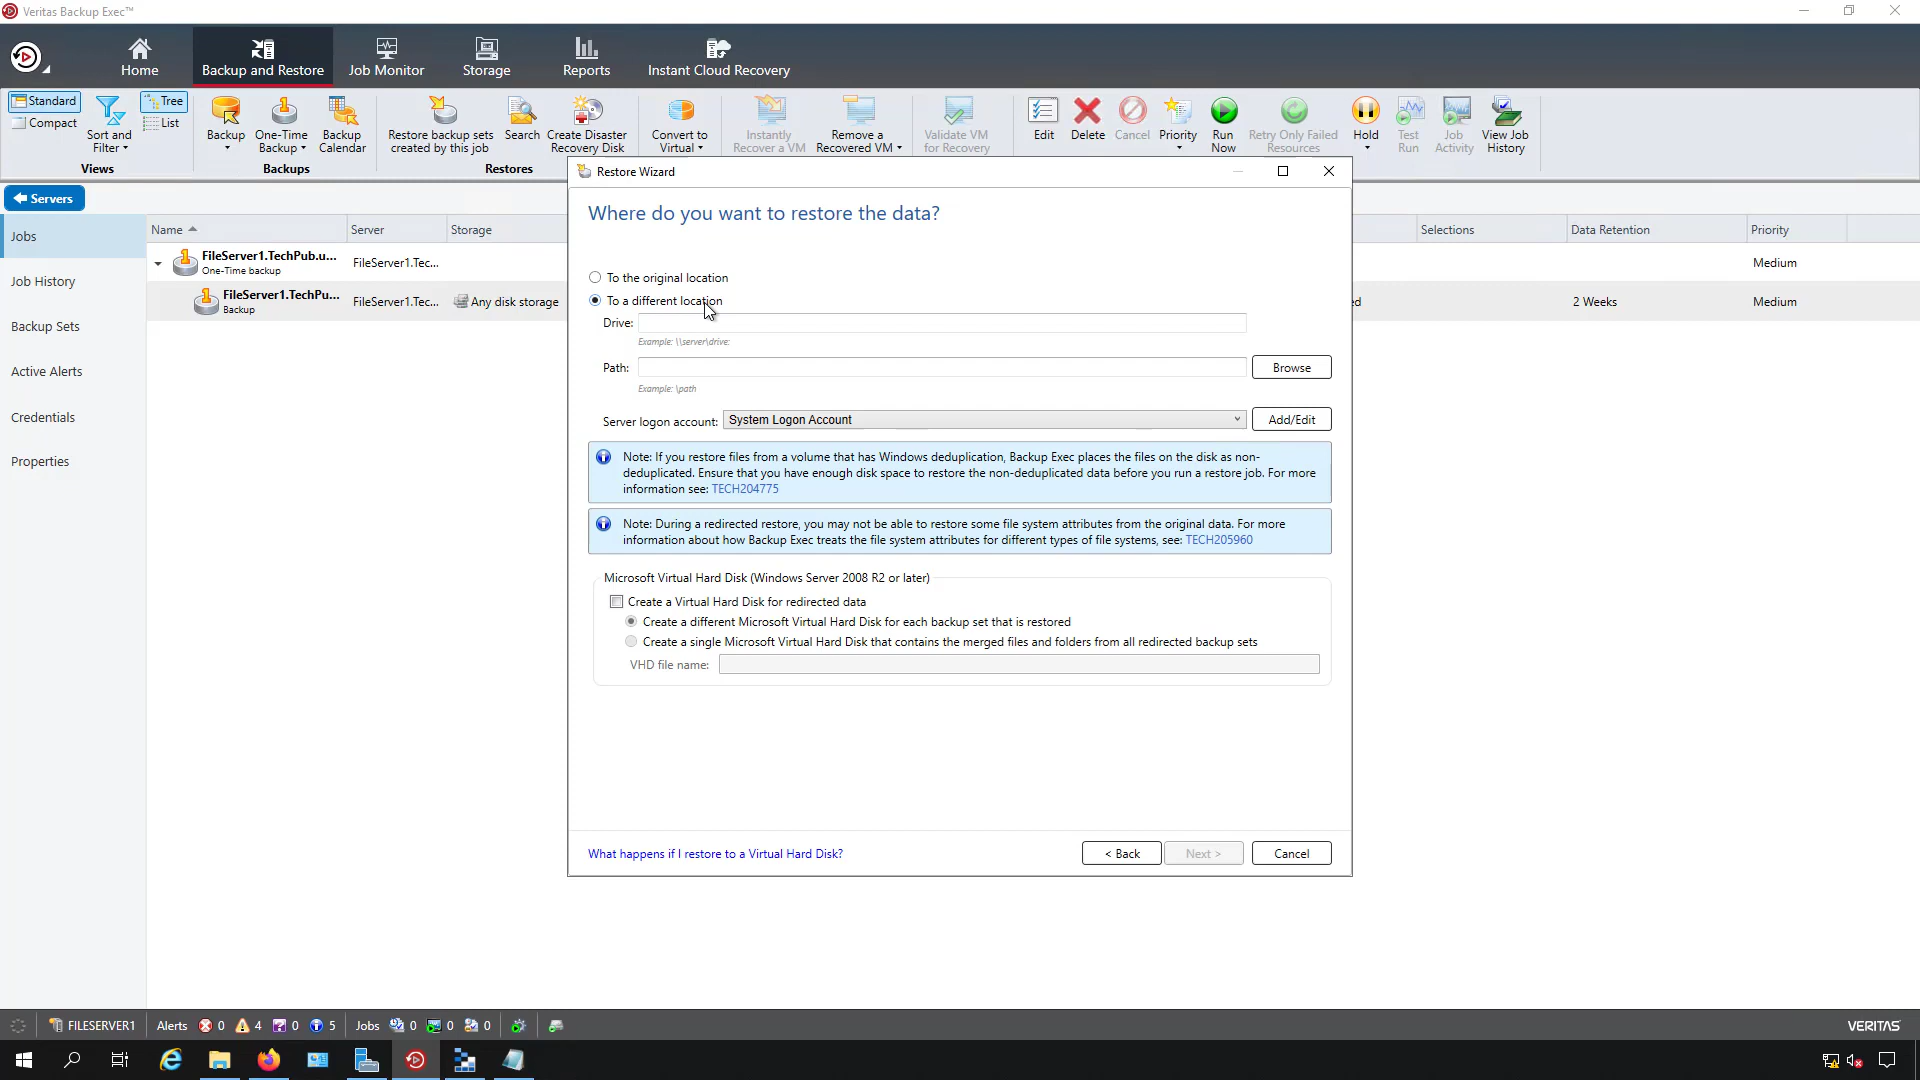 Veritas Backup Exec™
Home
Backup and Restore
Job Monitor
Storage
Reports
Instant Cloud Recovery
Standard
Compact
Sort and
Filter
Tree
List
Views
Backup
One-Time
Backup
Backup
Calendar
Backups
Restore backup sets
created by this job
Search
Create Disaster
Recovery Disk
Restores
Convert to
Virtual
Instantly
Recover a VM
Remove a
Recovered VM
Validate VM
for Recovery
Edit
Delete
Cancel
Priority
Run
Now
Retry Only Failed
Resources
Hold
Test
Run
Job
Activity
View Job
History
Servers
Jobs
Job History
Backup Sets
Active Alerts
Credentials
Properties
Name
Server
Storage
Selections
Data Retention
Priority
FileServer1.TechPub.u...
One-Time backup
FileServer1.Tec...
Medium
FileServer1.TechPu...
Backup
FileServer1.Tec...
Any disk storage
ed
2 Weeks
Medium
Restore Wizard
Where do you want to restore the data?
To the original location
To a different location
Drive:
Example: \\server\drive:
Path:
Browse
Example: \path
Server logon account:
System Logon Account
Add/Edit
Note: If you restore files from a volume that has Windows deduplication, Backup Exec places the files on the disk as non-
deduplicated. Ensure that you have enough disk space to restore the non-deduplicated data before you run a restore job. For more
information see: TECH204775
Note: During a redirected restore, you may not be able to restore some file system attributes from the original data. For more
information about how Backup Exec treats the file system attributes for different types of file systems, see: TECH205960
Microsoft Virtual Hard Disk (Windows Server 2008 R2 or later)
Create a Virtual Hard Disk for redirected data
Create a different Microsoft Virtual Hard Disk for each backup set that is restored
Create a single Microsoft Virtual Hard Disk that contains the merged files and folders from all redirected backup sets
VHD file name:
What happens if I restore to a Virtual Hard Disk?
< Back
Next >
Cancel
FILESERVER1
Alerts
0
4
0
5
Jobs
0
0
0
VERITAS